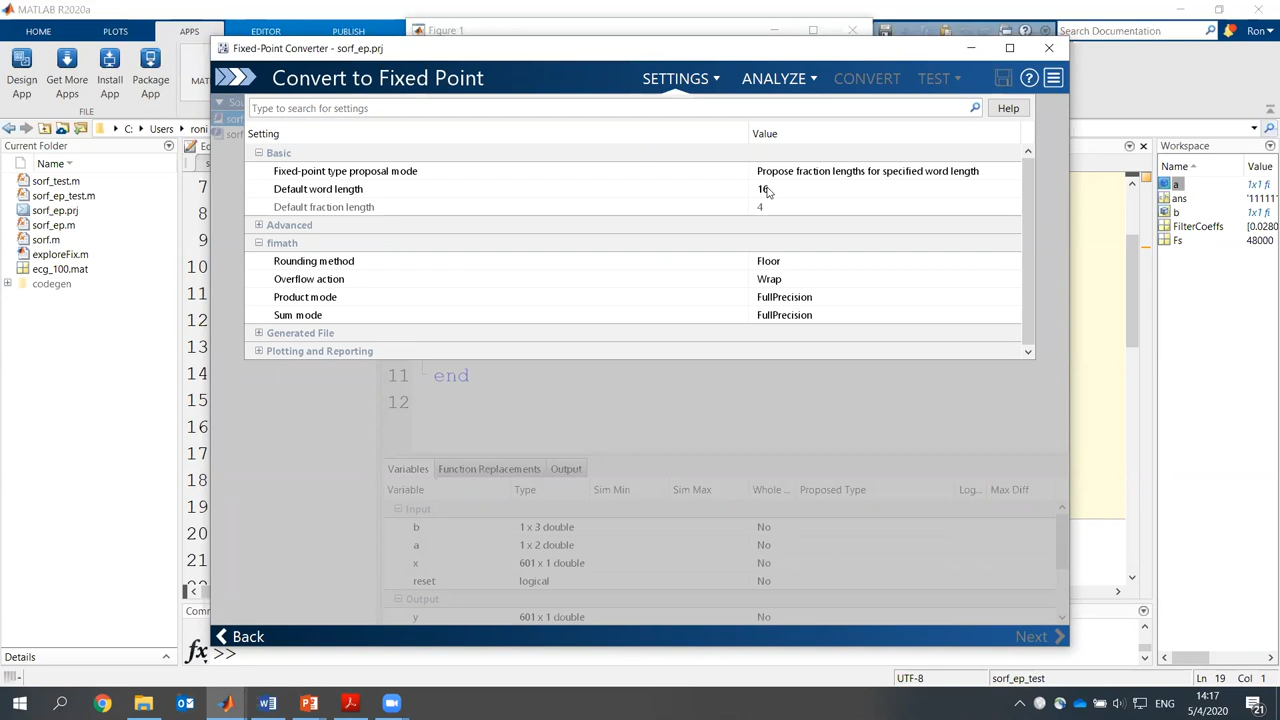 MATLAB R2020a
HOME
PLOTS
APPS
EDITOR
PUBLISH
Figure 1
Search Documentation
Ron
Design App
Get More Apps
Install App
Package App
FILE
Fixed-Point Converter - sorf_ep.prj
Convert to Fixed Point
SETTINGS
ANALYZE
CONVERT
TEST
Type to search for settings
Help
Setting
Value
Basic
Fixed-point type proposal mode
Propose fraction lengths for specified word length
Default word length
16
Default fraction length
4
Advanced
fimath
Rounding method
Floor
Overflow action
Wrap
Product mode
FullPrecision
Sum mode
FullPrecision
Generated File
Plotting and Reporting
11 end
12
Variables
Function Replacements
Output
Variable
Type
Sim Min
Sim Max
Whole ...
Proposed Type
Log...
Max Diff
Input
b 1 x 3 double No
a 1 x 2 double No
x 601 x 1 double No
reset logical No
Output
y 601 x 1 double No
Back
Next
C:
Users
roni
Current Folder
Name
sorf_test.m
sorf_ep_test.m
sorf_ep.prj
sorf_ep.m
sorf.m
exploreFix.m
ecg_100.mat
codegen
Details
7
8
9
10
11
12
13
14
15
16
17
18
19
20
21
fx >>
Workspace
Name
Value
a 1x1 fi
ans '11111
b 1x1 fi
FilterCoeffs [0.0280
Fs 48000
UTF-8
sorf_ep_test
Ln 19 Col 1
ENG
14:17
5/4/2020
21